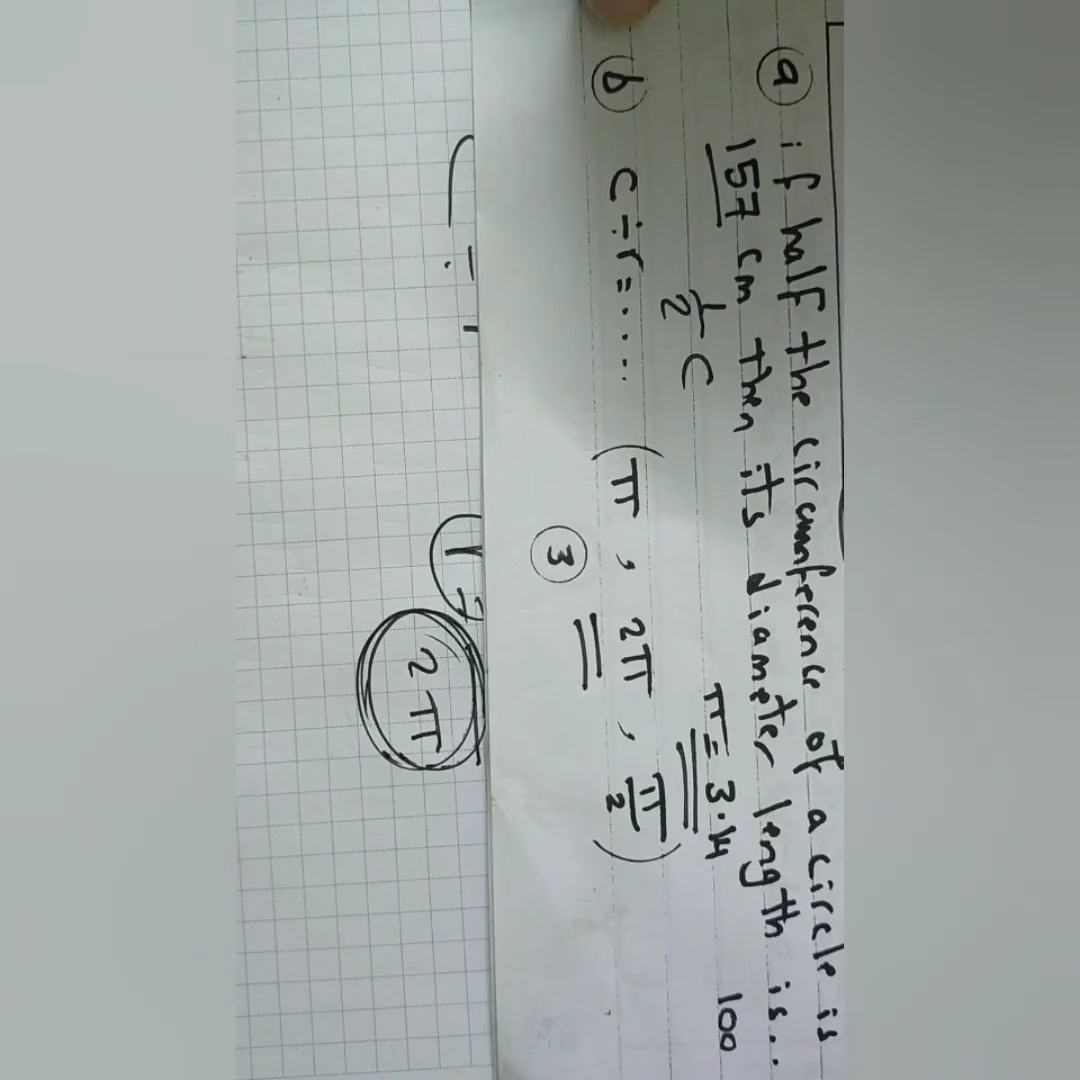 a if half the circumference of a circle is
157 cm then its diameter length is...
100
1/2 C
π = 3.14
b C ÷ r = .... (π , 2π , π/2)
3
2π